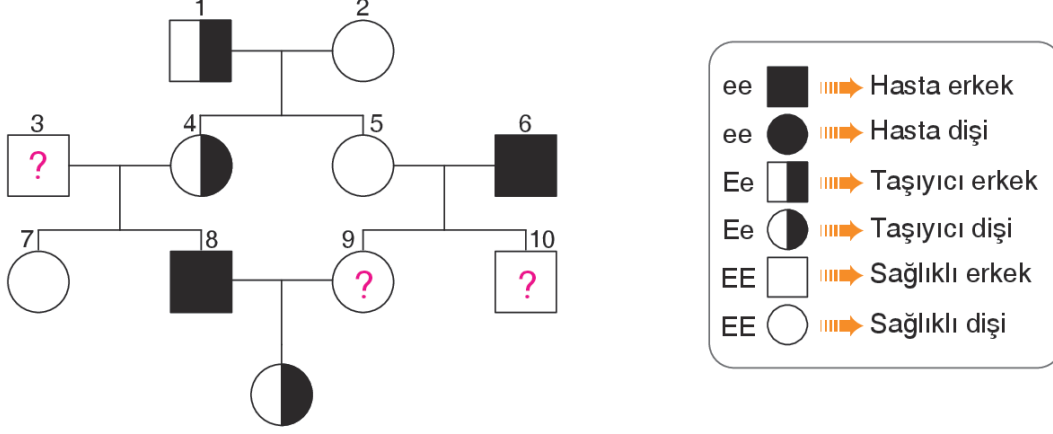 1 2
3 4 5 6
? 
7 8 9 10
? ?
ee Hasta erkek
ee Hasta dişi
Ee Taşıyıcı erkek
Ee Taşıyıcı dişi
EE Sağlıklı erkek
EE Sağlıklı dişi